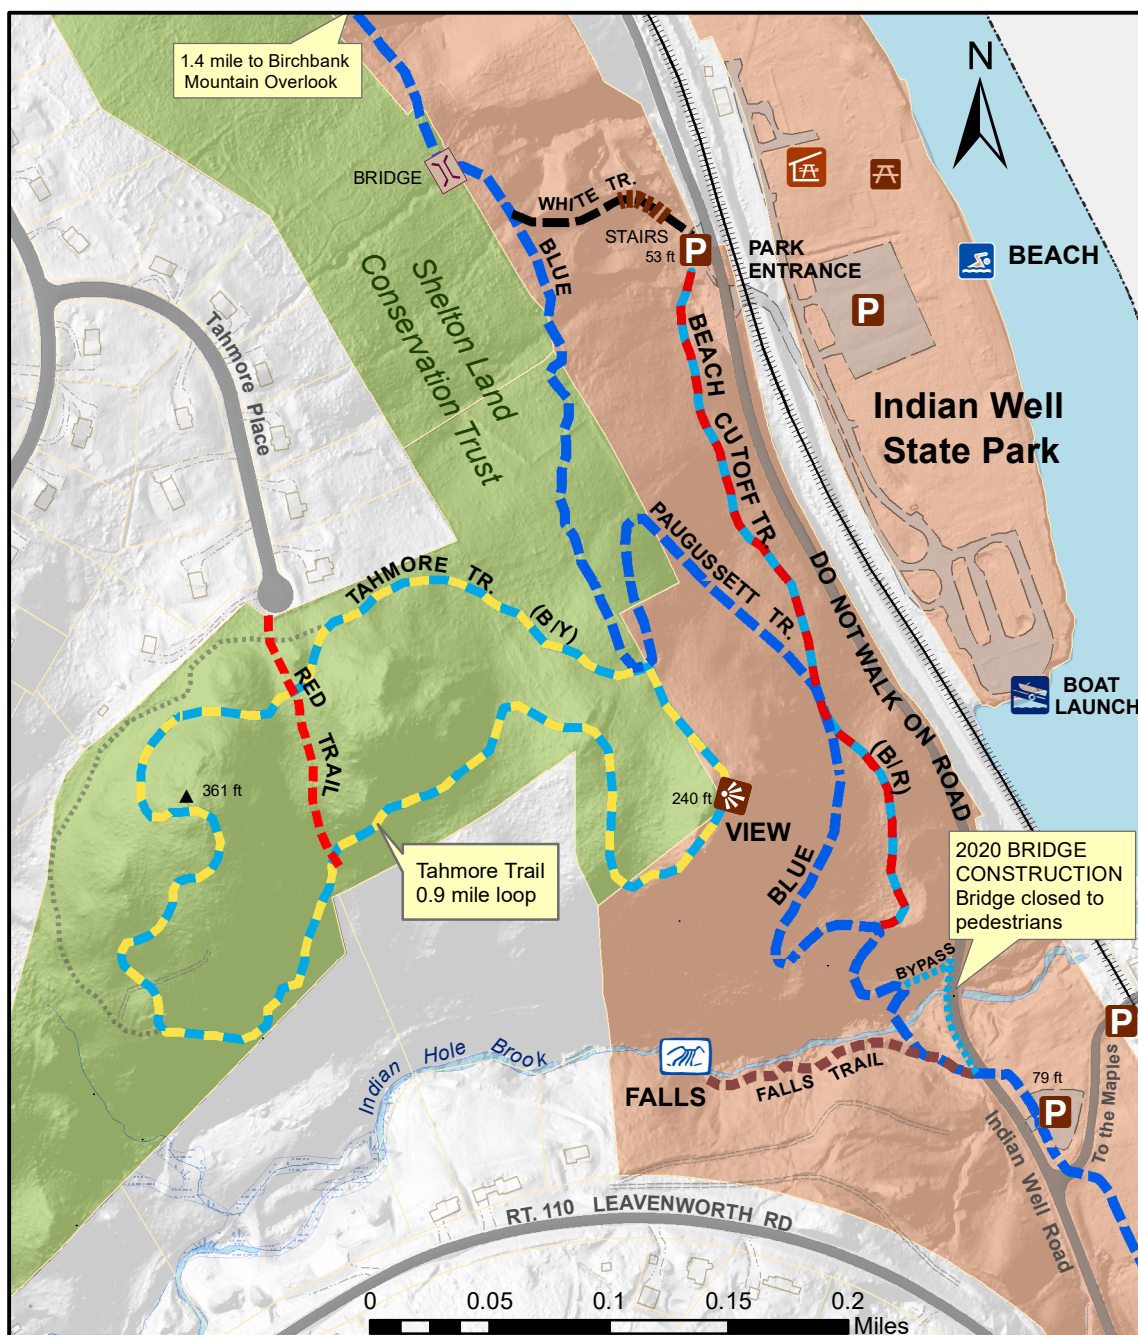 1.4 mile to Birchbank
Mountain Overlook
N
BRIDGE
WHITE TR.
STAIRS
53 ft
P
PARK
ENTRANCE
BEACH
P
BLUE
Shelton Land
Conservation Trust
Tahmore Place
BEACH CUTOFF TR.
Indian Well
State Park
PAUGUSSETT TR.
TAHMORE TR. (B/Y)
DO NOT WALK ON ROAD
RED TRAIL
BOAT
LAUNCH
(B/R)
361 ft
240 ft
VIEW
BLUE
Tahmore Trail
0.9 mile loop
2020 BRIDGE
CONSTRUCTION
Bridge closed to
pedestrians
BYPASS
P
Indian Hole Brook
FALLS
FALLS TRAIL
79 ft
P
To the Maples
Indian Well Road
RT. 110 LEAVENWORTH RD
0 0.05 0.1 0.15 0.2
Miles